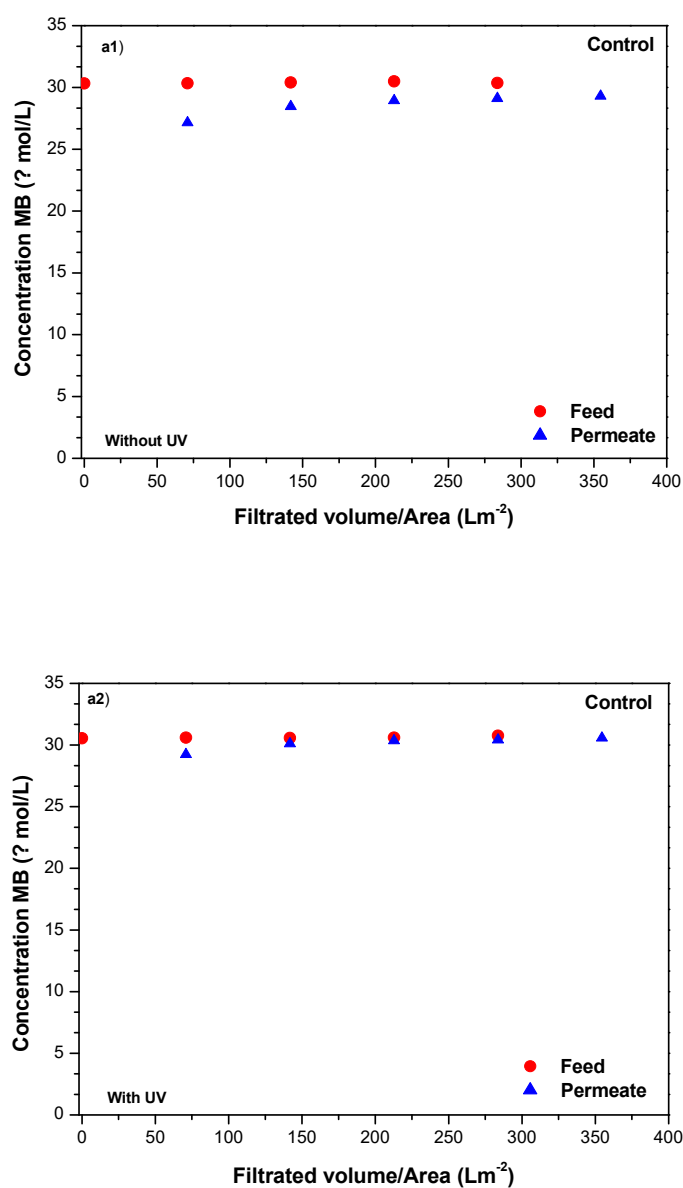 a1)
Control
35
30
25
20
15
10
5
0
Concentration MB (? mol/L)
Feed
Permeate
Without UV
0 50 100 150 200 250 300 350 400
Filtrated volume/Area (Lm⁻²)
a2)
Control
35
30
25
20
15
10
5
0
Concentration MB (? mol/L)
Feed
Permeate
With UV
0 50 100 150 200 250 300 350 400
Filtrated volume/Area (Lm⁻²)